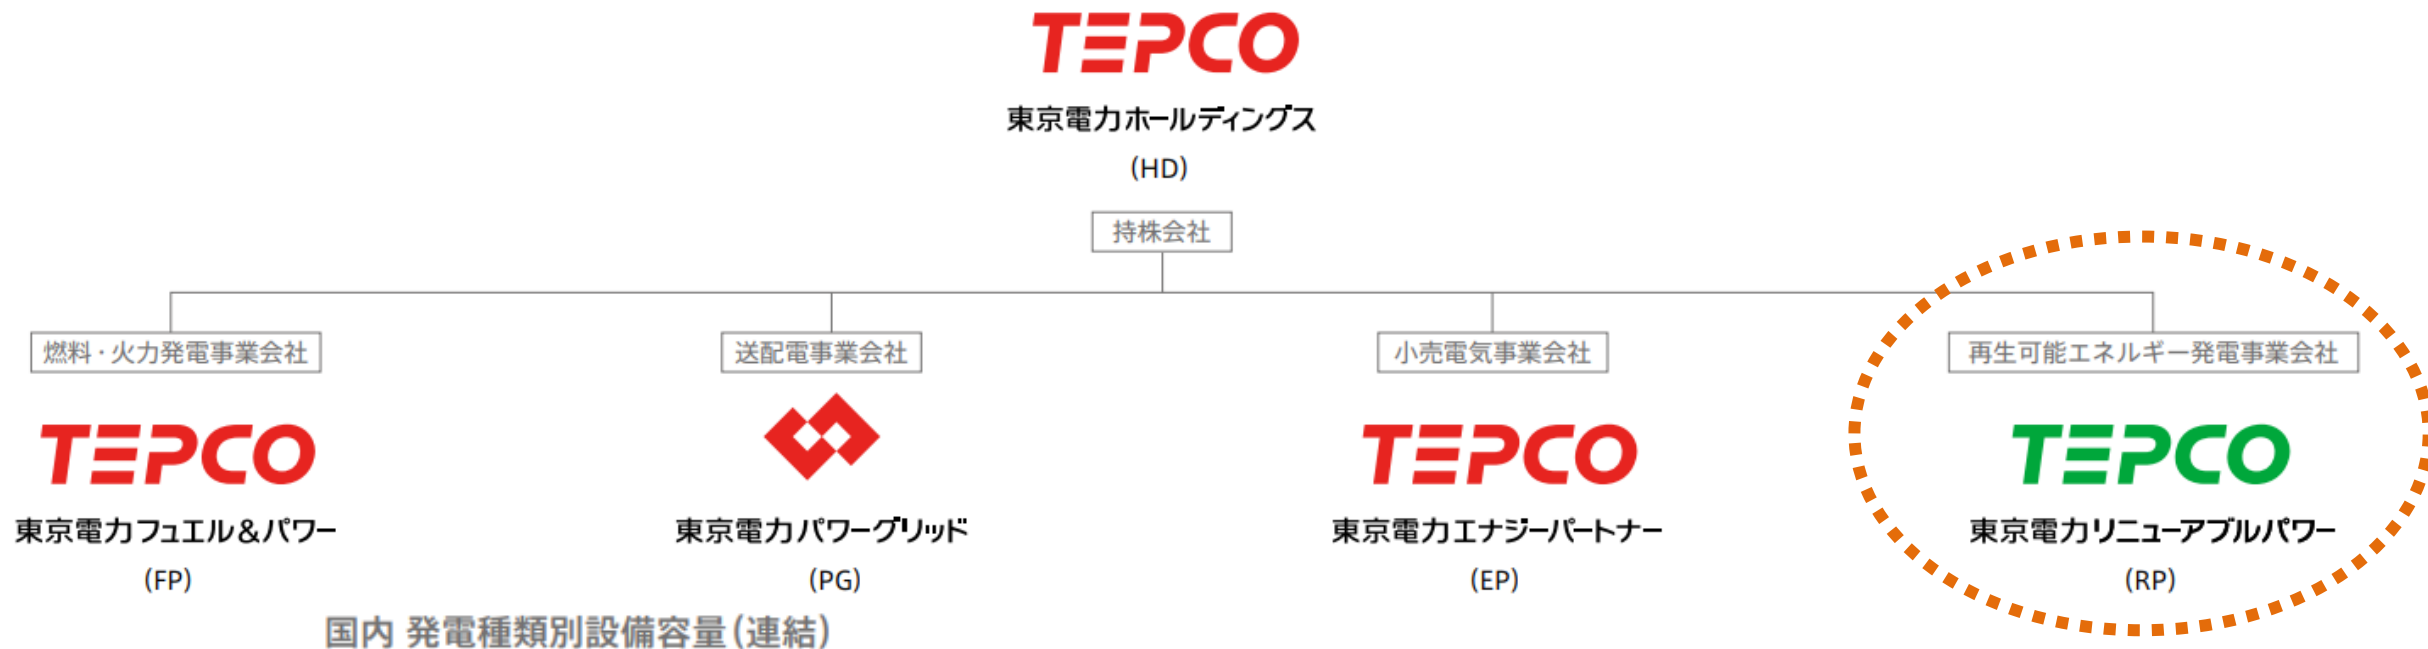 TEPCO
東京電力ホールディングス
(HD)
持株会社
燃料・火力発電事業会社
送配電事業会社
小売電気事業会社
再生可能エネルギー発電事業会社
TEPCO
TEPCO
TEPCO
東京電力フュエル&パワー
東京電力パワーグリッド
東京電力エナジーパートナー
東京電力リニューアブルパワー
(FP)
(PG)
(EP)
(RP)
国内 発電種類別設備容量(連結)